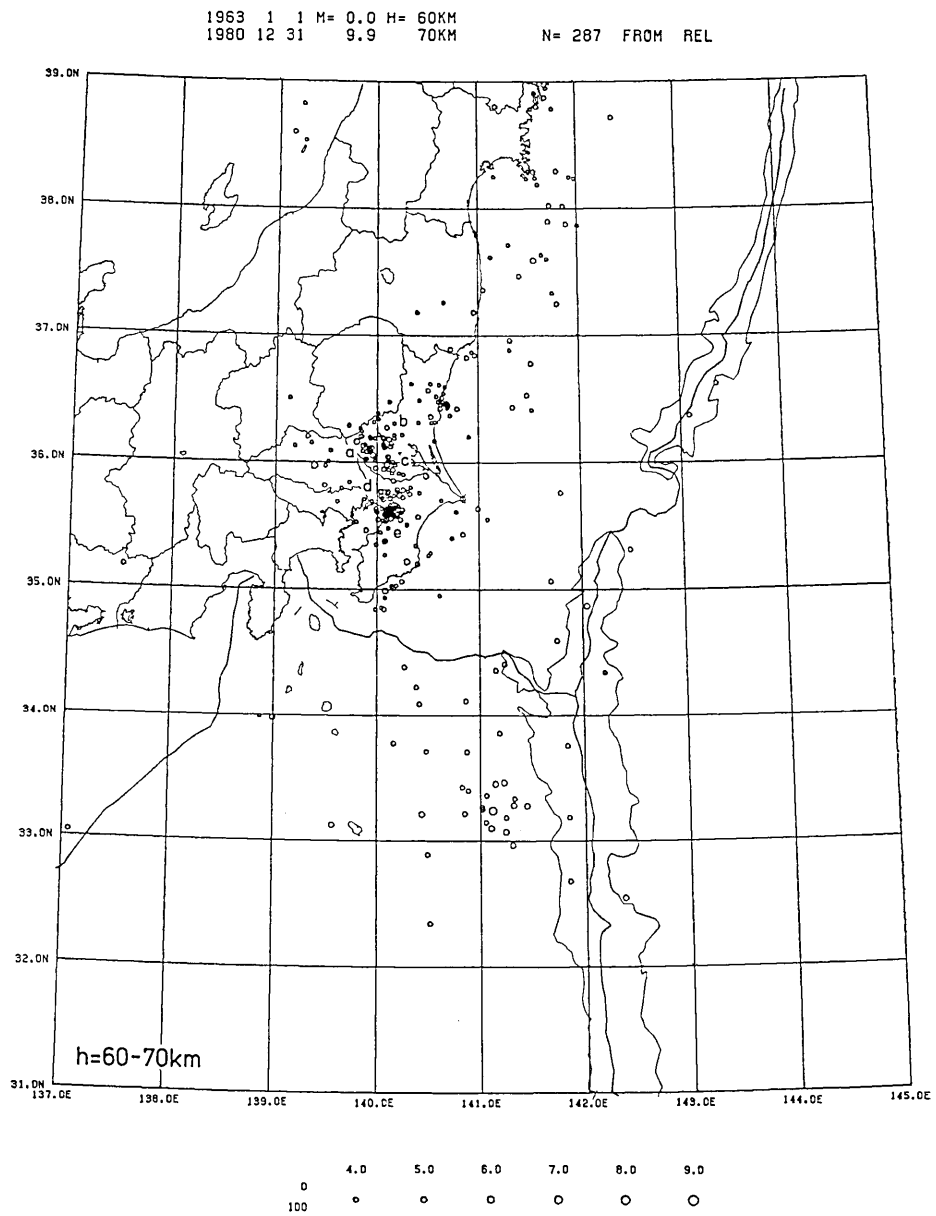 1963 1 1 M= 0.0 H= 60KM
1980 12 31 9.9 70KM N= 287 FROM REL
39.0N
38.0N
37.0N
36.0N
35.0N
34.0N
33.0N
32.0N
31.0N
b
a
c
d
e
h=60-70km
137.0E 138.0E 139.0E 140.0E 141.0E 142.0E 143.0E 144.0E 145.0E
4.0 5.0 6.0 7.0 8.0 9.0
0
100